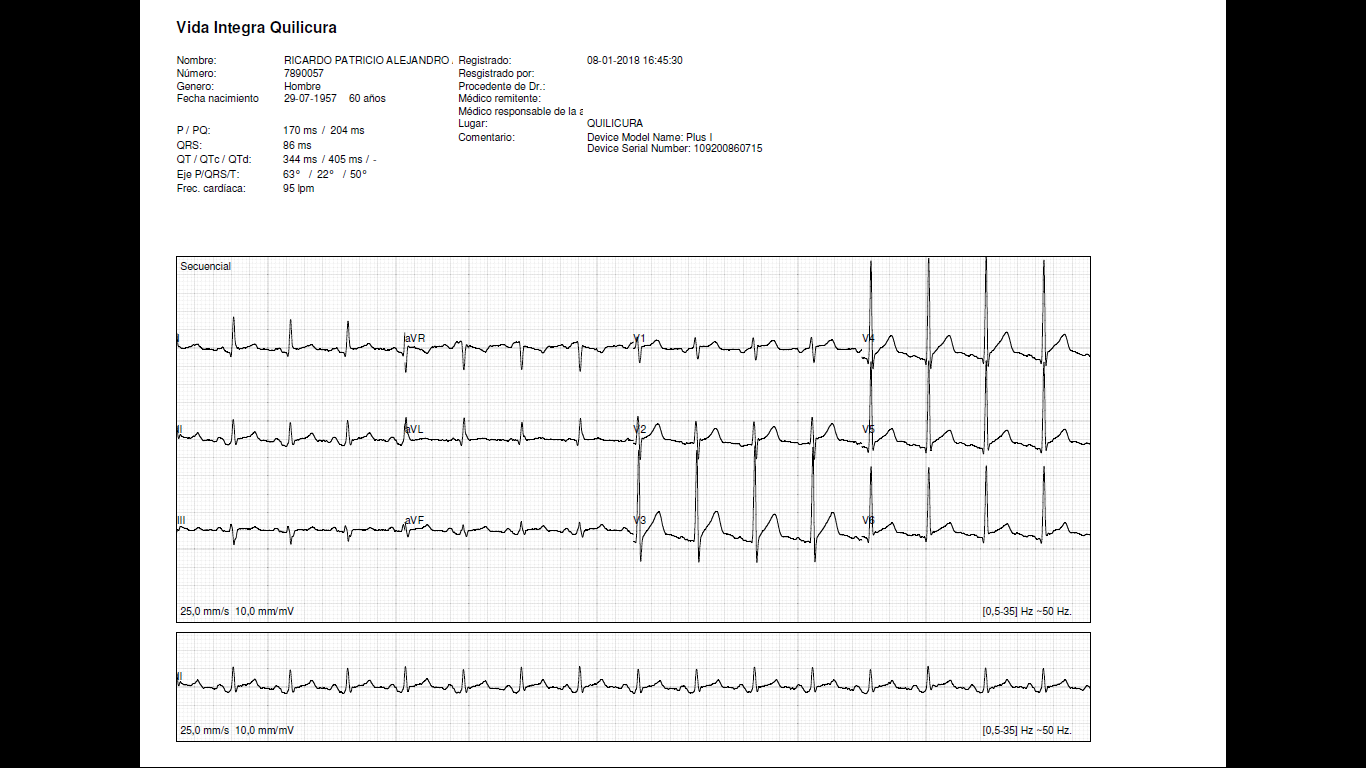 Vida Integra Quilicura
Nombre: RICARDO PATRICIO ALEJANDRO . Registrado: 08-01-2018 16:45:30
Número: 7890057 Resgistrado por:
Genero: Hombre Procedente de Dr.:
Fecha nacimiento 29-07-1957 60 años Médico remitente:
Médico responsable de la a
Lugar: QUILICURA
P / PQ: 170 ms / 204 ms Comentario: Device Model Name: Plus I
QRS: 86 ms Device Serial Number: 109200860715
QT / QTc / QTd: 344 ms / 405 ms / -
Eje P/QRS/T: 63° / 22° / 50°
Frec. cardíaca: 95 lpm
Secuencial
I aVR V1 V4
II aVL V2 V5
III aVF V3 V6
25,0 mm/s 10,0 mm/mV [0,5-35] Hz ~50 Hz.
II
25,0 mm/s 10,0 mm/mV [0,5-35] Hz ~50 Hz.